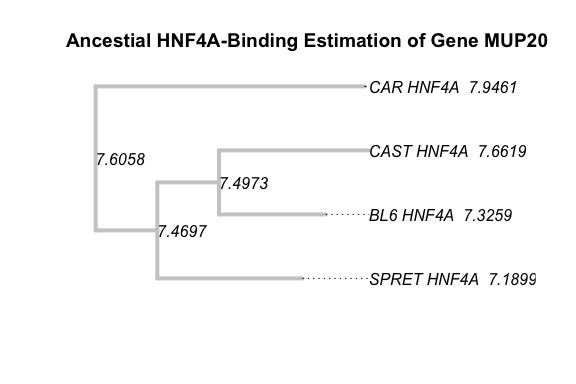 Ancestial HNF4A-Binding Estimation of Gene MUP20
CAR HNF4A 7.9461
CAST HNF4A 7.6619
7.6058
7.4973
BL6 HNF4A 7.3259
7.4697
SPRET HNF4A 7.1899